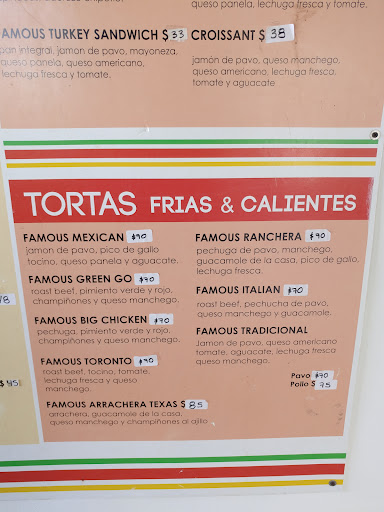 queso panela, lechuga fresca y tomate.
AMOUS TURKEY SANDWICH $ 33
pan integral, jamon de pavo, mayoneza,
queso panela, queso americano,
lechuga fresca y tomate.
CROISSANT $ 38
jamón de pavo, queso manchego,
queso americano, lechuga fresca,
tomate y aguacate
TORTAS FRIAS & CALIENTES
FAMOUS MEXICAN $90
jamon de pavo, pico de gallo
tocino, queso panela y aguacate.
FAMOUS GREEN GO $70
roast beef, pimiento verde y rojo,
champiñones y queso manchego.
FAMOUS BIG CHICKEN $70
pechuga, pimiento verde y rojo,
champiñones y queso manchego.
FAMOUS TORONTO $90
roast beef, tocino, tomate,
lechuga fresca y queso
manchego.
FAMOUS ARRACHERA TEXAS $ 85
arrachera, guacamole de la casa,
queso manchego y champiñones al ajillo
FAMOUS RANCHERA $90
pechuga de pavo, manchego,
guacamole de la casa, pico de gallo,
lechuga fresca.
FAMOUS ITALIAN $70
roast beef, pechucha de pavo,
queso manchego y guacamole.
FAMOUS TRADICIONAL
Jamon de pavo, queso americano
tomate, aguacate, lechuga fresca
queso manchego.
Pavo $70
Pollo $ 75